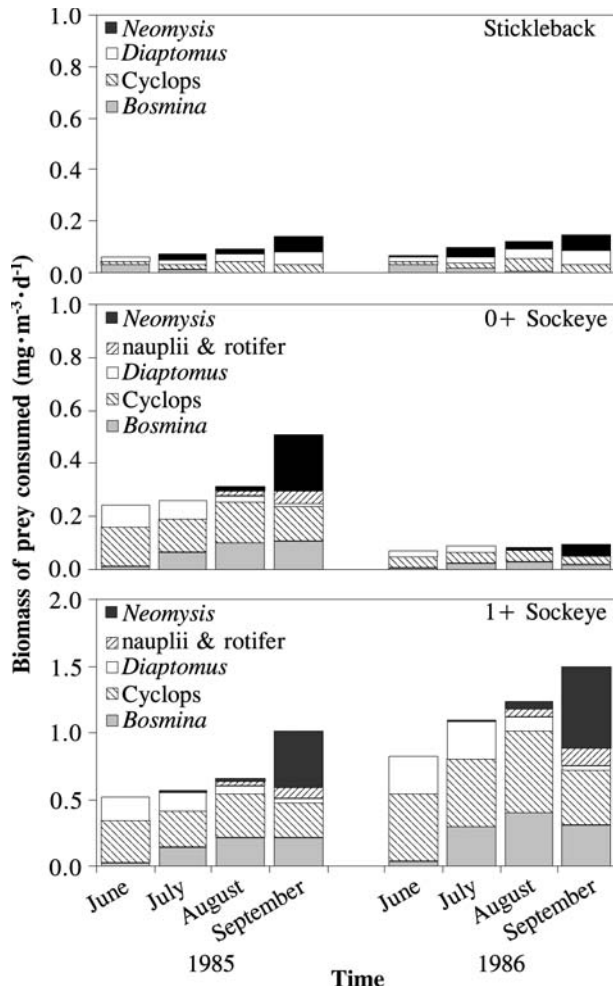 Biomass of prey consumed (mg·m⁻³·d⁻¹)
1.0
0.8
0.6
0.4
0.2
0.0
Neomysis
Diaptomus
Cyclops
Bosmina
Stickleback
1.0
0.8
0.6
0.4
0.2
0.0
Neomysis
nauplii & rotifer
Diaptomus
Cyclops
Bosmina
0+ Sockeye
2.0
1.5
1.0
0.5
0.0
Neomysis
nauplii & rotifer
Diaptomus
Cyclops
Bosmina
1+ Sockeye
June July August September June July August September
1985 1986
Time